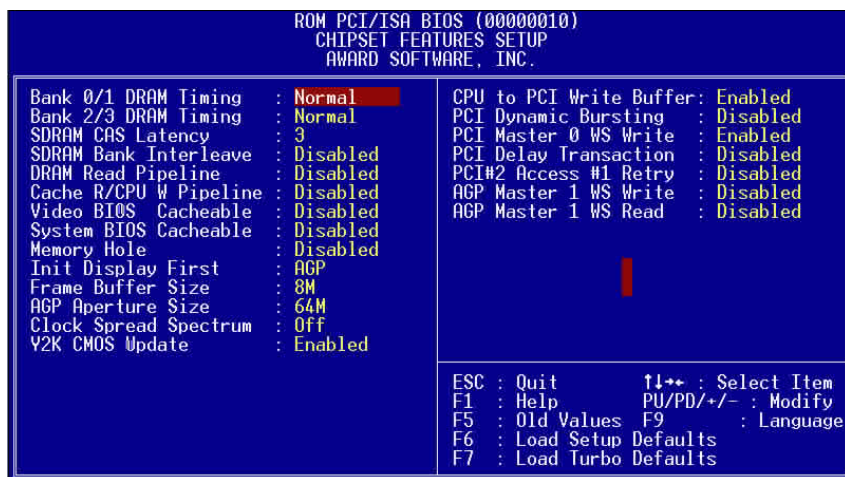 ROM PCI/ISA BIOS (00000010)
CHIPSET FEATURES SETUP
AWARD SOFTWARE, INC.
Bank 0/1 DRAM Timing : Normal
Bank 2/3 DRAM Timing : Normal
SDRAM CAS Latency : 3
SDRAM Bank Interleave : Disabled
DRAM Read Pipeline : Disabled
Cache R/CPU W Pipeline : Disabled
Video BIOS Cacheable : Disabled
System BIOS Cacheable : Disabled
Memory Hole : Disabled
Init Display First : AGP
Frame Buffer Size : 8M
AGP Aperture Size : 64M
Clock Spread Spectrum : Off
Y2K CMOS Update : Enabled
CPU to PCI Write Buffer: Enabled
PCI Dynamic Bursting : Disabled
PCI Master 0 WS Write : Enabled
PCI Delay Transaction : Disabled
PCI#2 Access #1 Retry : Disabled
AGP Master 1 WS Write : Disabled
AGP Master 1 WS Read : Disabled
ESC : Quit ↑↓→← : Select Item
F1 : Help PU/PD/+/- : Modify
F5 : Old Values F9 : Language
F6 : Load Setup Defaults
F7 : Load Turbo Defaults